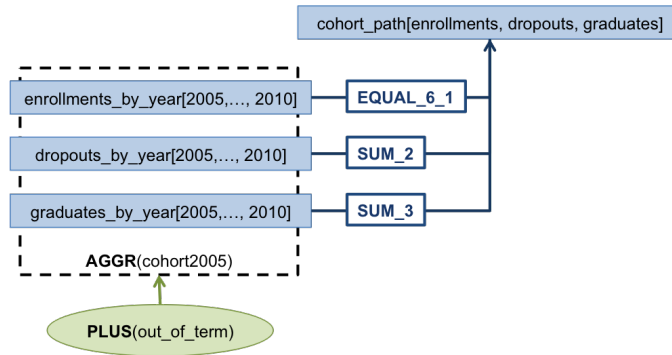 cohort_path[enrollments, dropouts, graduates]
enrollments_by_year[2005,…, 2010]
EQUAL_6_1
dropouts_by_year[2005,…, 2010]
SUM_2
graduates_by_year[2005,…, 2010]
SUM_3
AGGR(cohort2005)
PLUS(out_of_term)